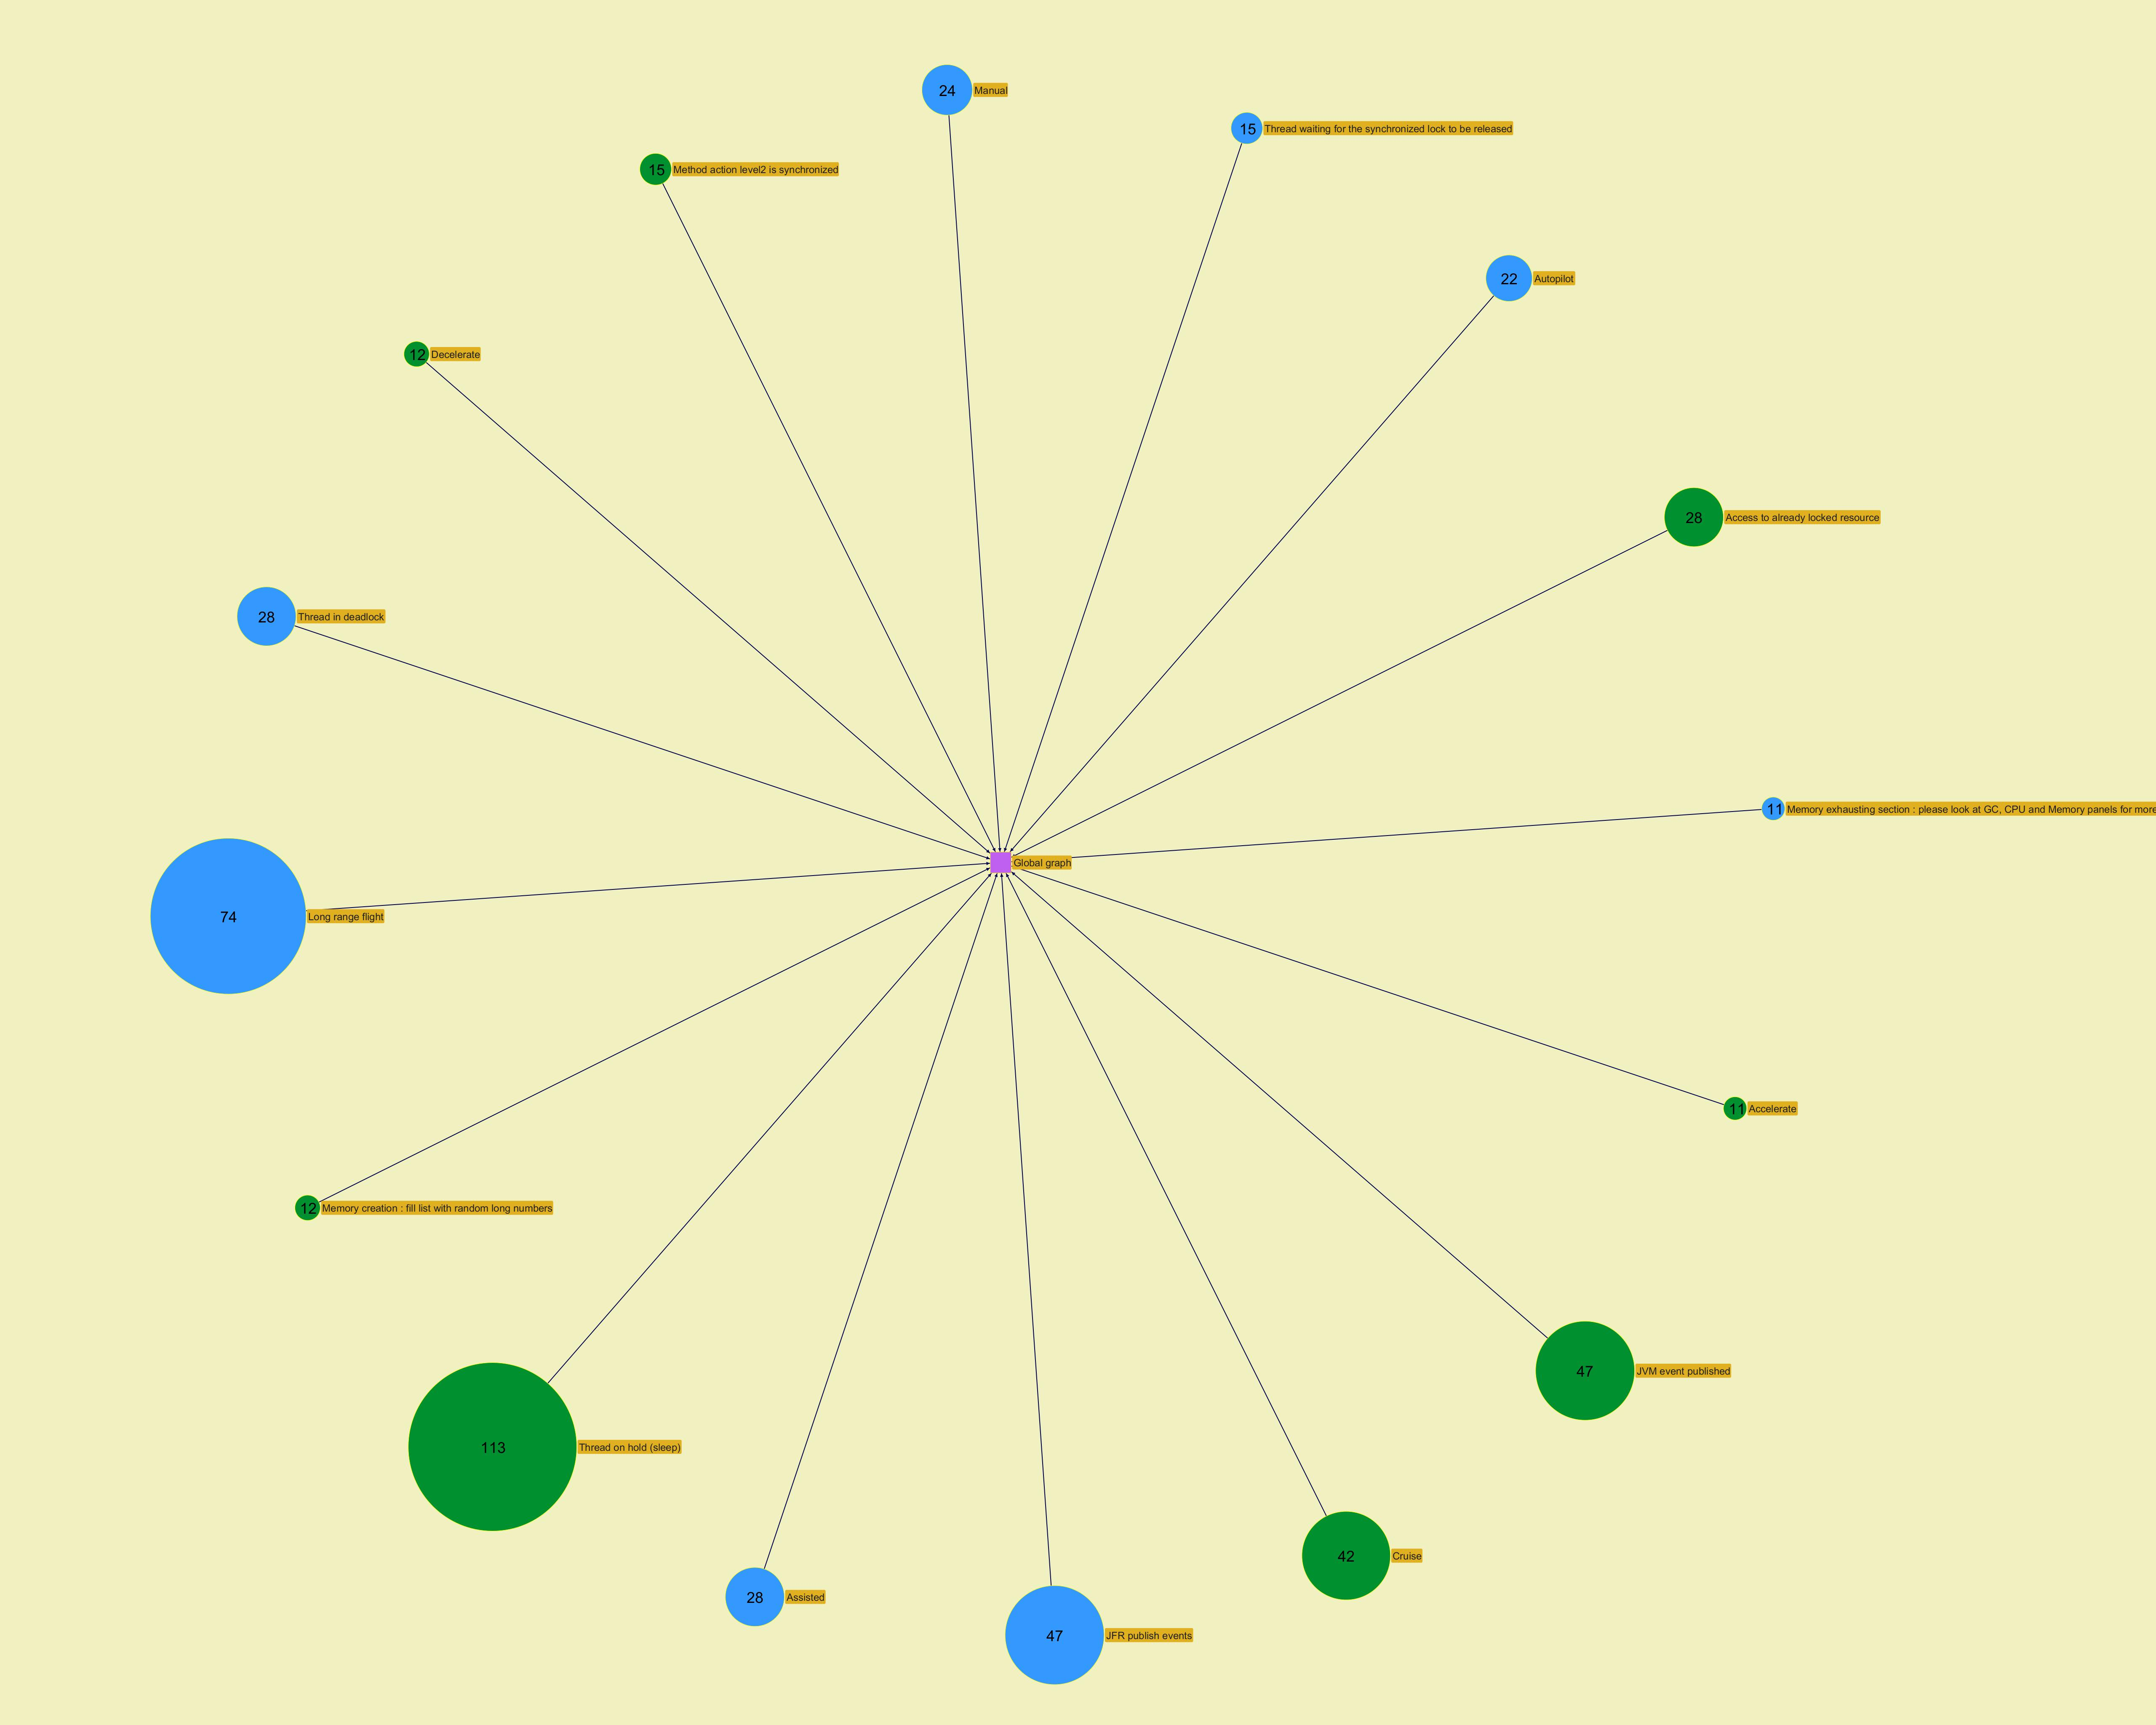 24 Manual
15 Thread waiting for the synchronized lock to be released
15 Method action level2 is synchronized
22 Autopilot
12 Decelerate
28 Access to already locked resource
28 Thread in deadlock
11 Memory exhausting section : please look at GC, CPU and Memory panels for more
Global graph
74 Long range flight
11 Accelerate
12 Memory creation : fill list with random long numbers
47 JVM event published
113 Thread on hold (sleep)
42 Cruise
28 Assisted
47 JFR publish events